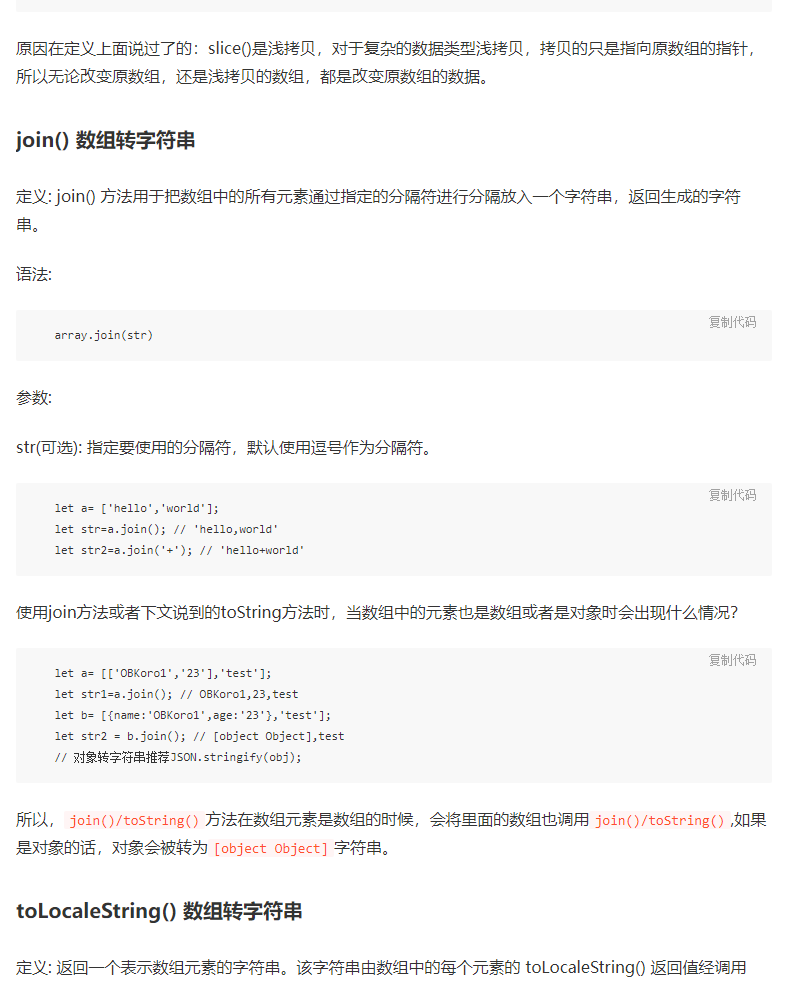 原因在定义上面说过了的：slice()是浅拷贝，对于复杂的数据类型浅拷贝，拷贝的只是指向原数组的指针，
所以无论改变原数组，还是浅拷贝的数组，都是改变原数组的数据。
join() 数组转字符串
定义: join() 方法用于把数组中的所有元素通过指定的分隔符进行分隔放入一个字符串，返回生成的字符
串。
语法:
复制代码
array.join(str)
参数:
str(可选): 指定要使用的分隔符，默认使用逗号作为分隔符。
复制代码
let a= ['hello','world'];
let str=a.join(); // 'hello,world'
let str2=a.join('+'); // 'hello+world'
使用join方法或者下文说到的toString方法时，当数组中的元素也是数组或者是对象时会出现什么情况？
复制代码
let a= [['OBKoro1','23'],'test'];
let str1=a.join(); // OBKoro1,23,test
let b= [{name:'OBKoro1',age:'23'},'test'];
let str2 = b.join(); // [object Object],test
// 对象转字符串推荐JSON.stringify(obj);
所以，join()/toString()方法在数组元素是数组的时候，会将里面的数组也调用join()/toString(),如果
是对象的话，对象会被转为[object Object]字符串。
toLocaleString() 数组转字符串
定义: 返回一个表示数组元素的字符串。该字符串由数组中的每个元素的 toLocaleString() 返回值经调用